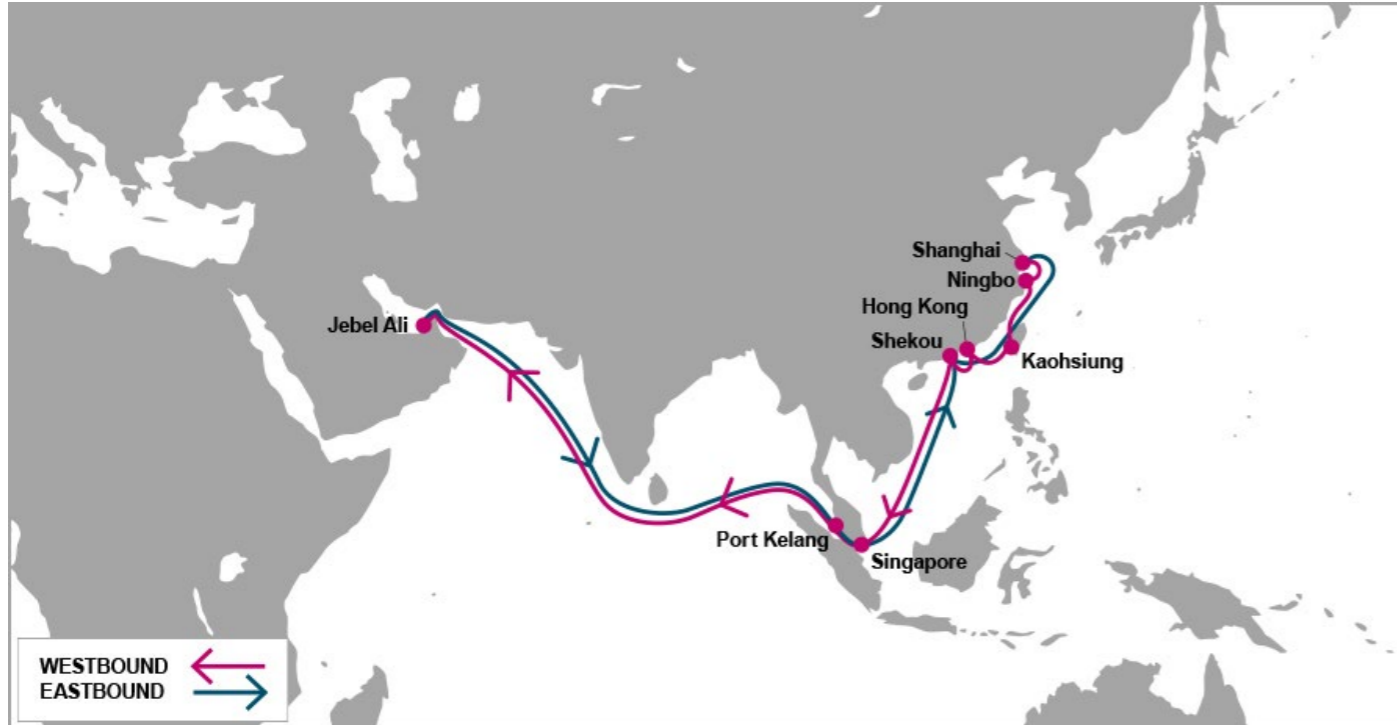 Shanghai
Ningbo
Hong Kong
Jebel Ali
Shekou
Kaohsiung
Port Kelang
Singapore
WESTBOUND
EASTBOUND